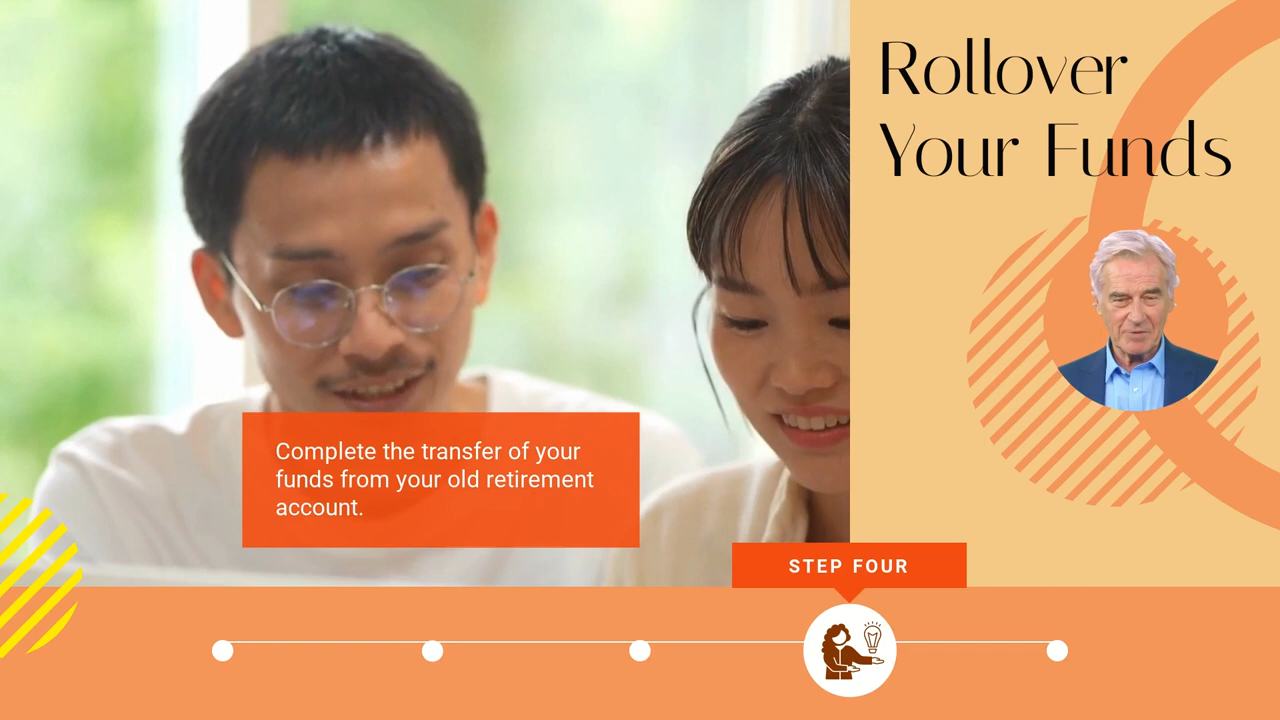 Rollover
Your Funds
Complete the transfer of your
funds from your old retirement
account.
STEP FOUR